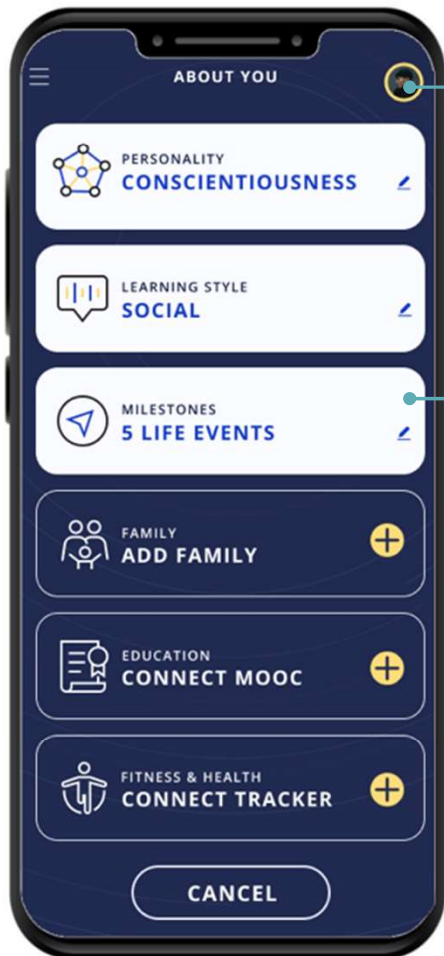 ABOUT YOU
PERSONALITY
CONSCIENTIOUSNESS
LEARNING STYLE
SOCIAL
MILESTONES
5 LIFE EVENTS
FAMILY
ADD FAMILY
EDUCATION
CONNECT MOOC
FITNESS & HEALTH
CONNECT TRACKER
CANCEL